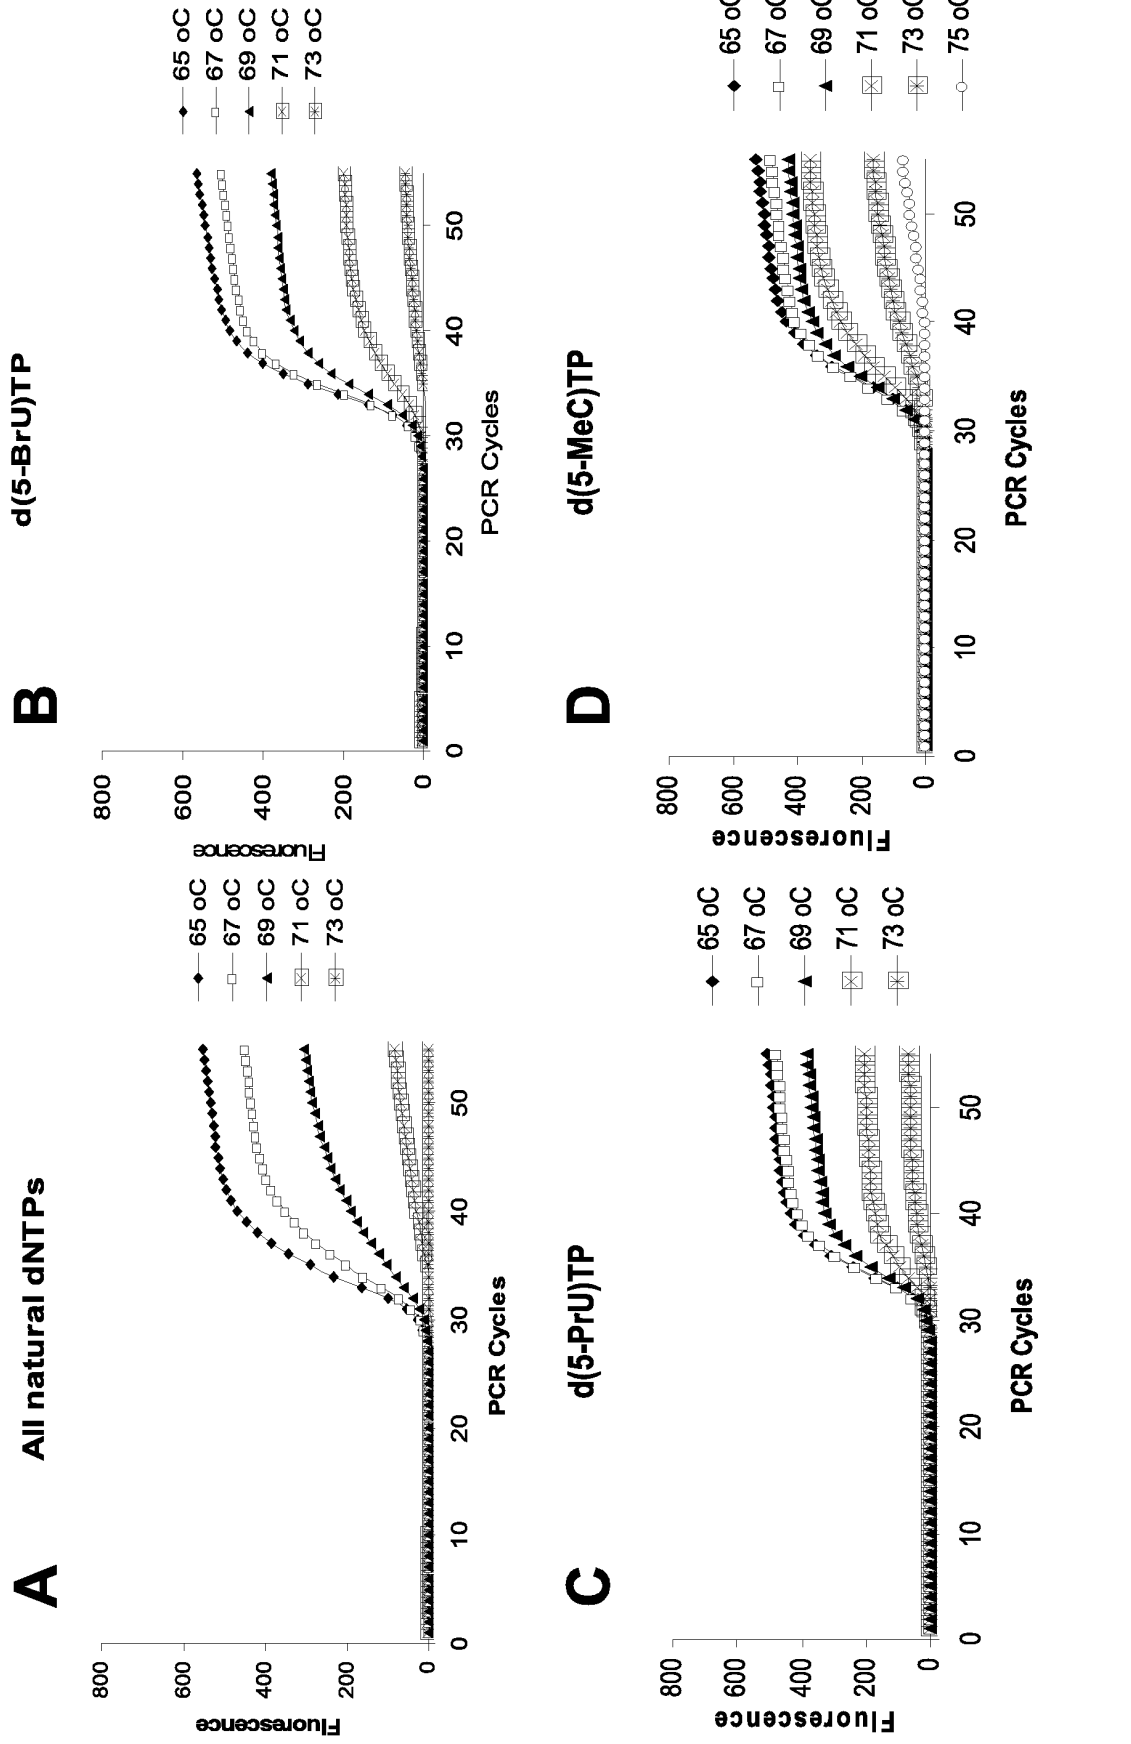 A
All natural dNTPs
Fluorescence
800
600
400
200
0
0 10 20 30 40 50
PCR Cycles
65 oC
67 oC
69 oC
71 oC
73 oC
B
d(5-BrU)TP
Fluorescence
800
600
400
200
0
0 10 20 30 40 50
PCR Cycles
65 oC
67 oC
69 oC
71 oC
73 oC
C
d(5-PrU)TP
Fluorescence
800
600
400
200
0
0 10 20 30 40 50
PCR Cycles
65 oC
67 oC
69 oC
71 oC
73 oC
D
d(5-MeC)TP
Fluorescence
800
600
400
200
0
0 10 20 30 40 50
PCR Cycles
65 oC
67 oC
69 oC
71 oC
73 oC
75 oC